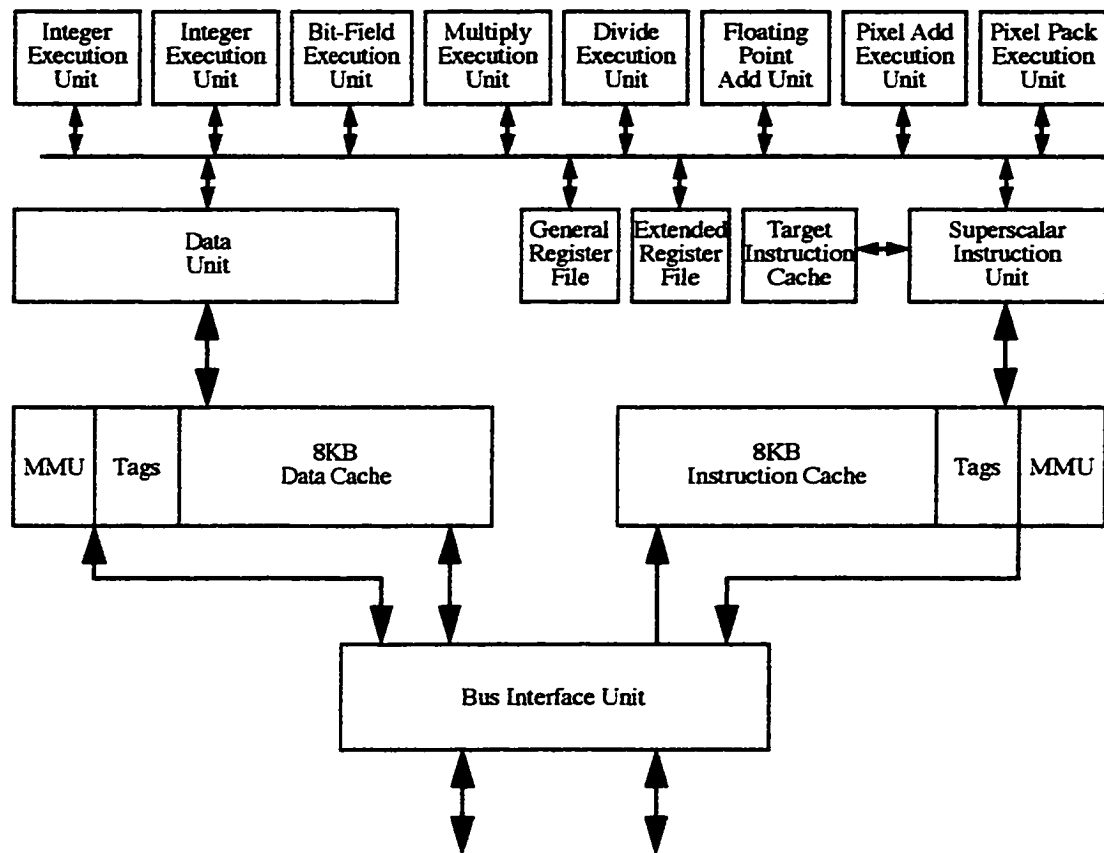 Integer
Execution
Unit
Integer
Execution
Unit
Bit-Field
Execution
Unit
Multiply
Execution
Unit
Divide
Execution
Unit
Floating
Point
Add Unit
Pixel Add
Execution
Unit
Pixel Pack
Execution
Unit
Data
Unit
General
Register
File
Extended
Register
File
Target
Instruction
Cache
Superscalar
Instruction
Unit
MMU
Tags
8KB
Data Cache
8KB
Instruction Cache
Tags
MMU
Bus Interface Unit